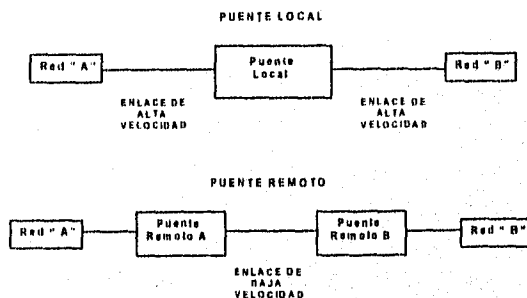 PUENTE LOCAL
Red "A"
Puente
Local
Red "B"
ENLACE DE
ALTA
VELOCIDAD
ENLACE DE
ALTA
VELOCIDAD
PUENTE REMOTO
Red "A"
Puente
Remoto A
Puente
Remoto B
Red "B"
ENLACE DE
BAJA
VELOCIDAD